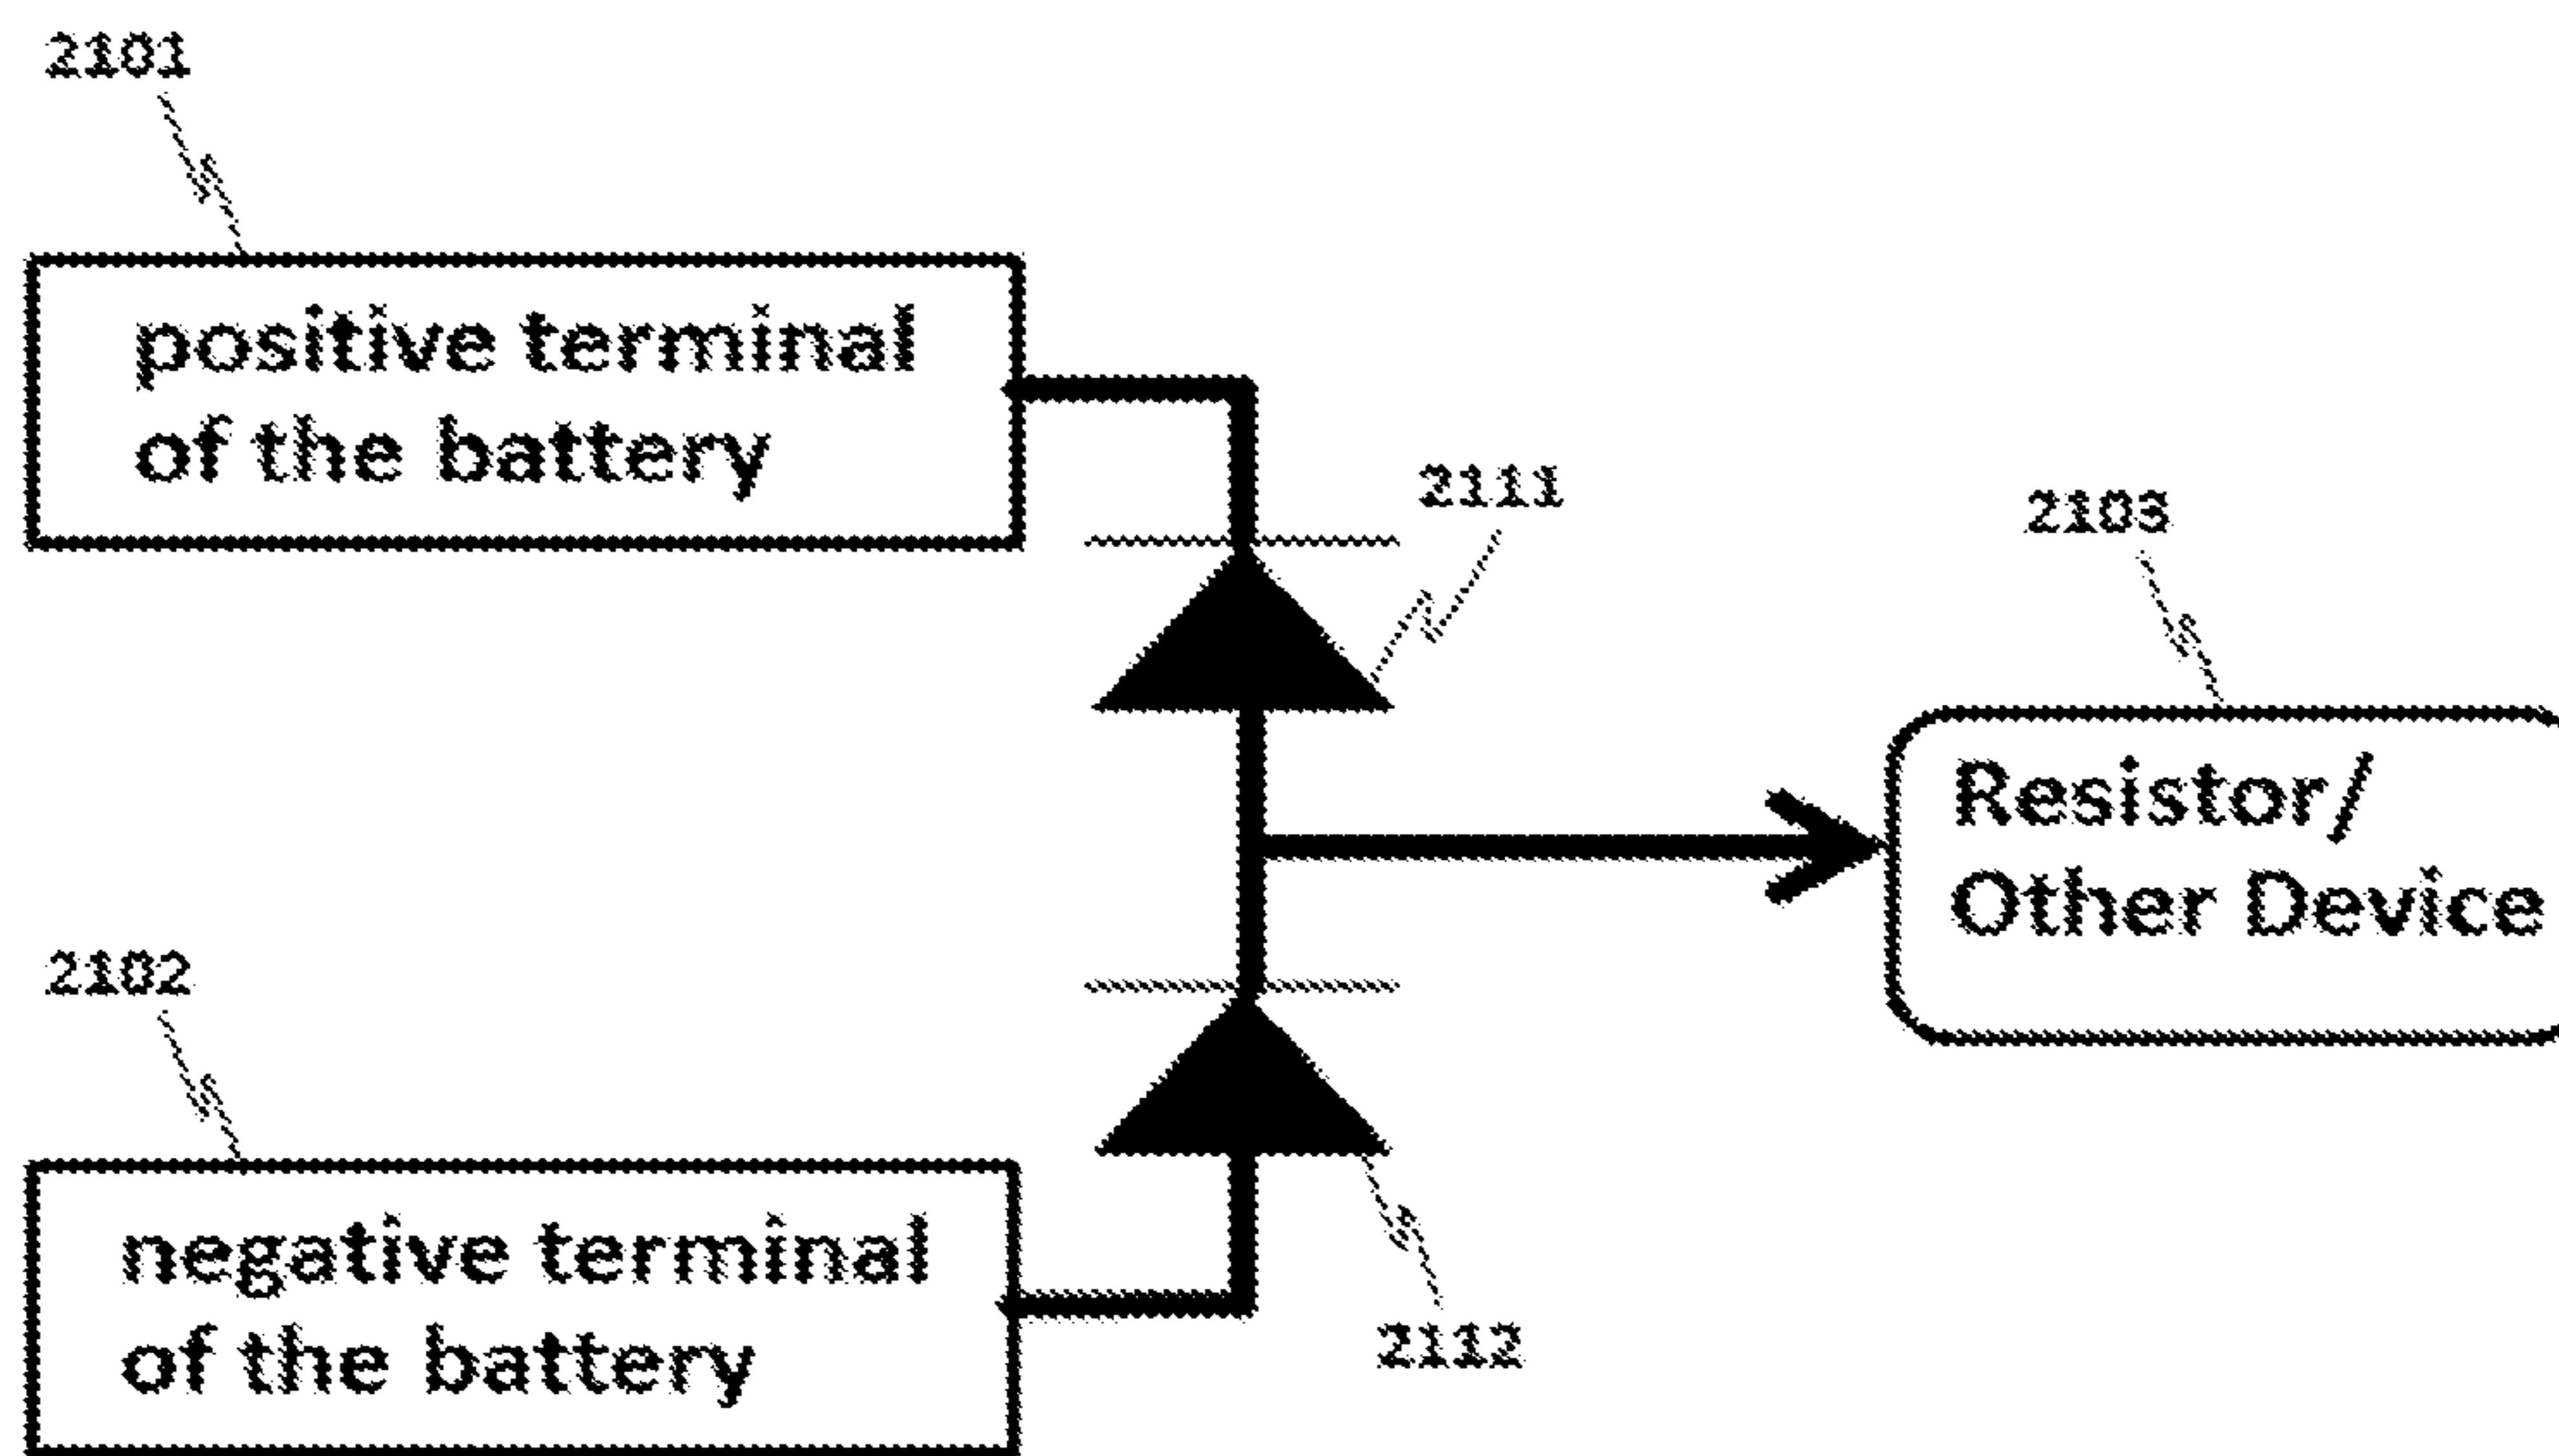 2101
positive terminal
of the battery
2111
2103
Resistor/
Other Device
2102
negative terminal
of the battery
2112